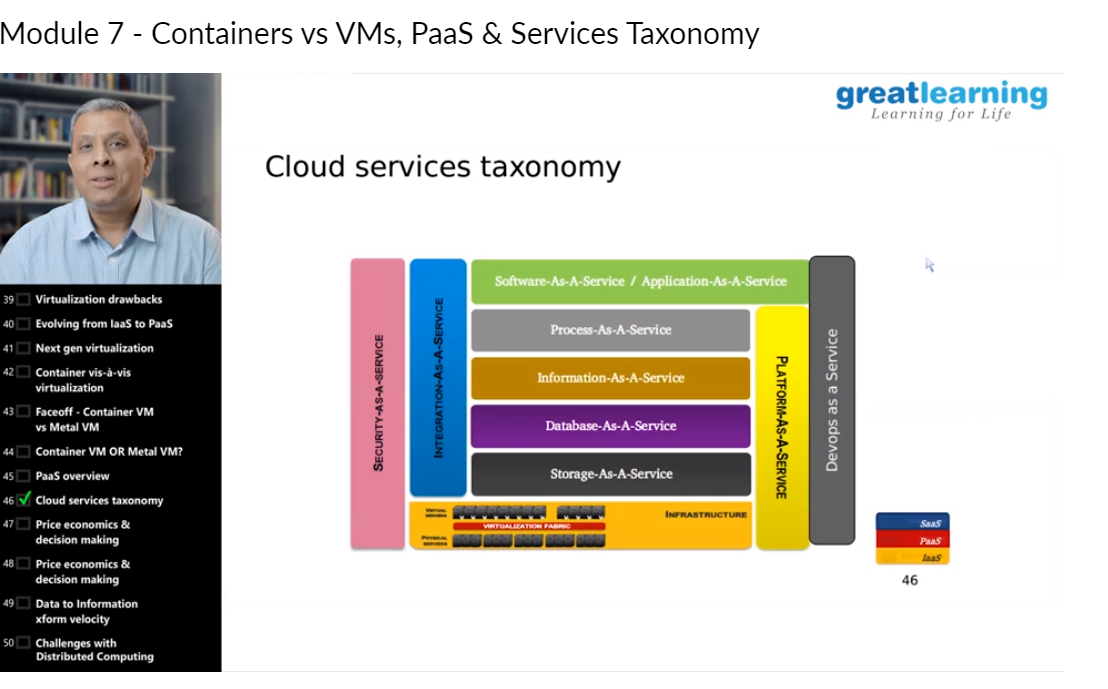 Module 7 - Containers vs VMs, PaaS & Services Taxonomy
greatlearning
Learning for Life
Cloud services taxonomy
39 Virtualization drawbacks
40 Evolving from IaaS to PaaS
41 Next gen virtualization
42 Container vis-à-vis
virtualization
43 Faceoff - Container VM
vs Metal VM
44 Container VM OR Metal VM?
45 PaaS overview
46 Cloud services taxonomy
47 Price economics &
decision making
48 Price economics &
decision making
49 Data to Information
xform velocity
50 Challenges with
Distributed Computing
SECURITY-AS-A-SERVICE
INTEGRATION-AS-A-SERVICE
Software-As-A-Service / Application-As-A-Service
Process-As-A-Service
Information-As-A-Service
Database-As-A-Service
Storage-As-A-Service
PLATFORM-AS-A-SERVICE
Devops as a Service
VIRTUAL
SERVERS
VIRTUALIZATION FABRIC
PHYSICAL
SERVERS
INFRASTRUCTURE
SaaS
PaaS
IaaS
46